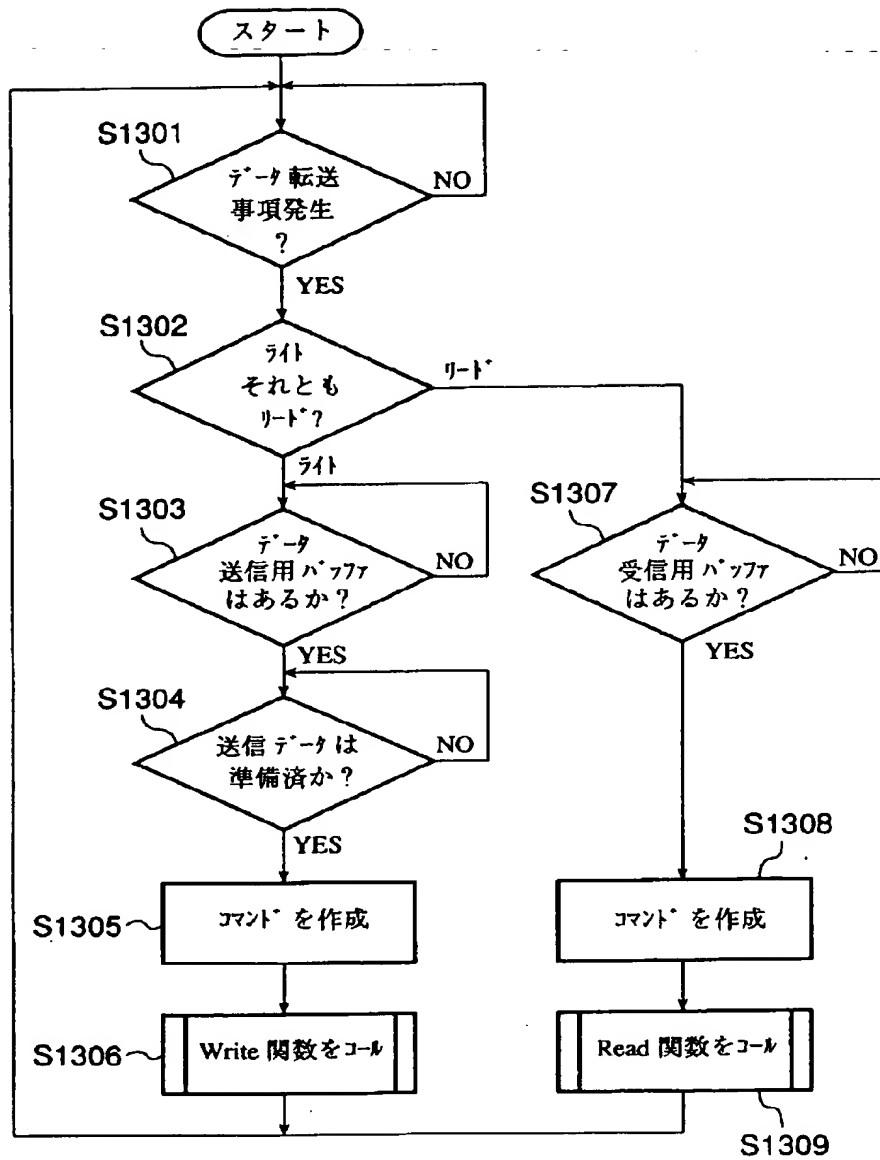 スタート
S1301
データ転送
事項発生
?
NO
YES
S1302
ライト
それとも
リード?
リード
ライト
S1303
データ
送信用バッファ
はあるか?
NO
YES
S1307
データ
受信用バッファ
はあるか?
NO
YES
S1304
送信データは
準備済か?
NO
YES
S1305
コマンドを作成
S1308
コマンドを作成
S1306
Write 関数をコール
Read 関数をコール
S1309